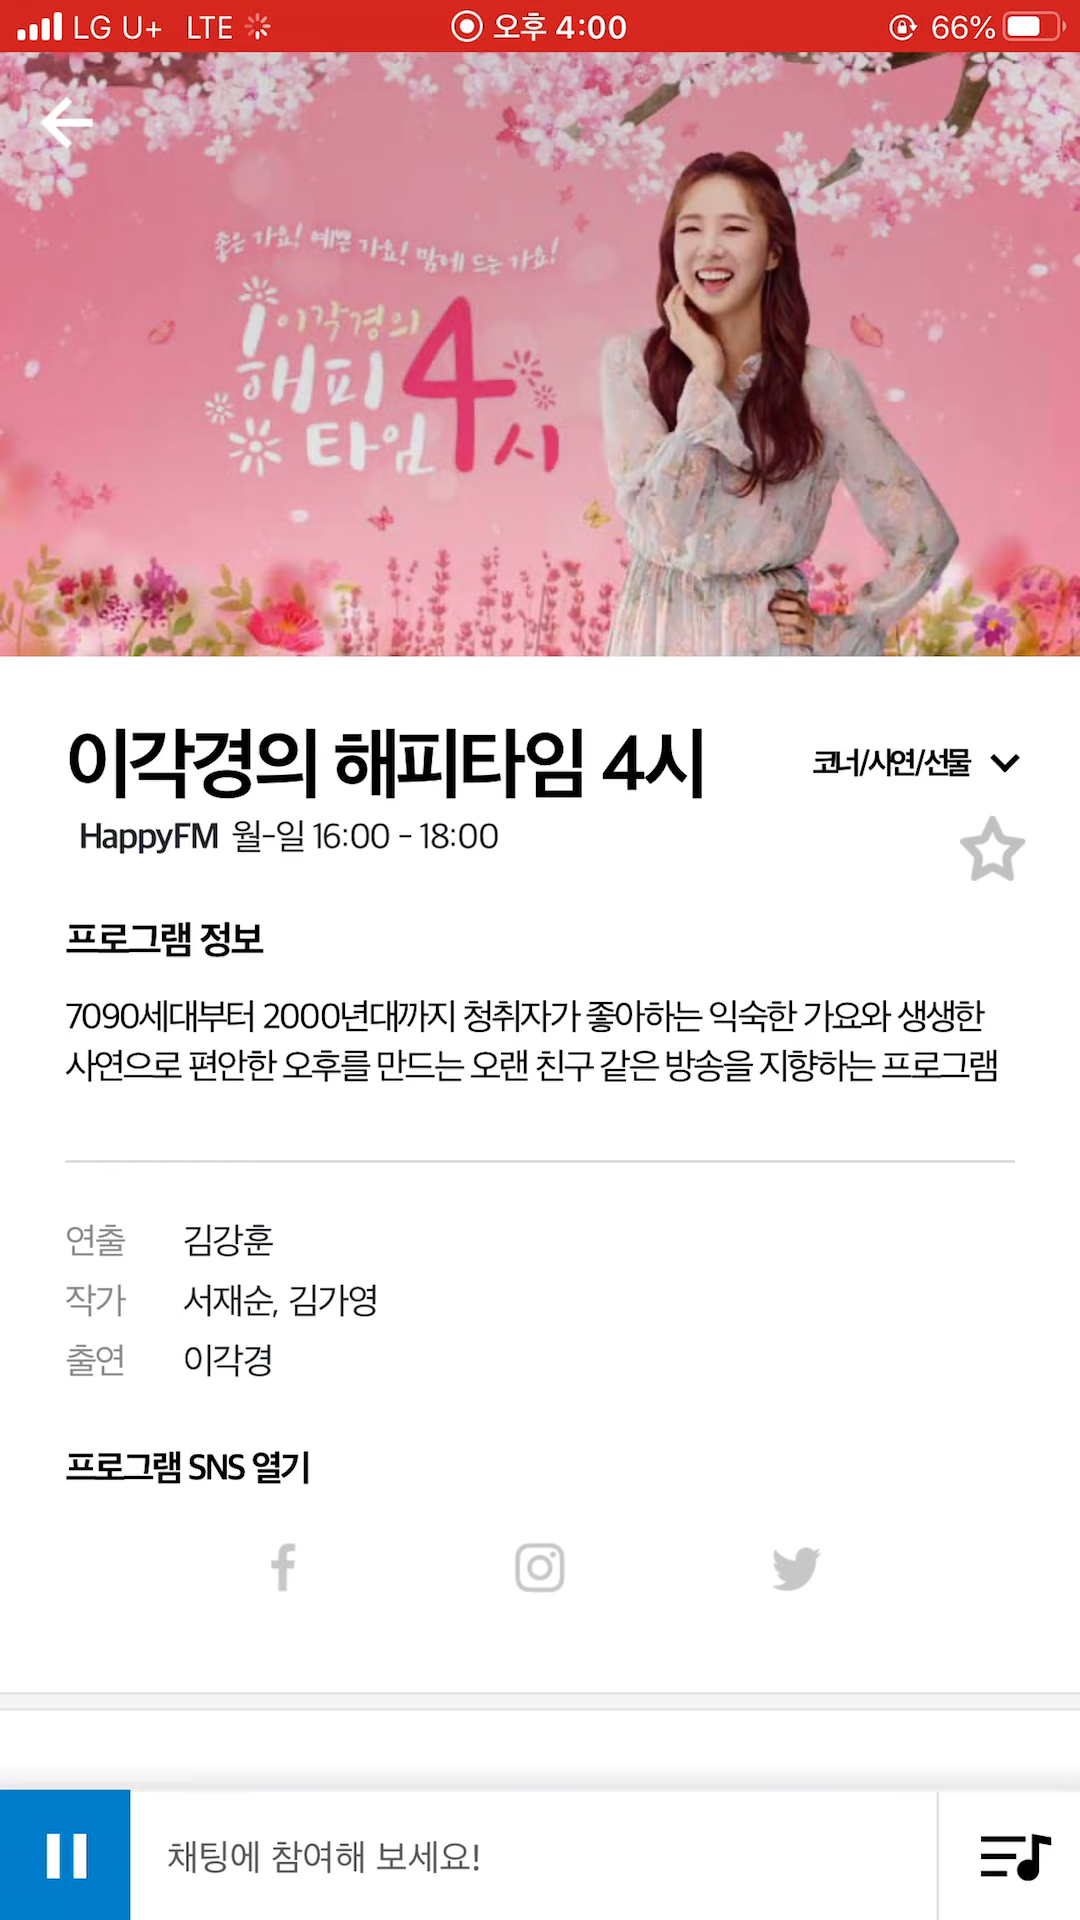 LG U+ LTE 오후 4:00 66%
좋은 가요! 예쁜 가요! 맘에 드는 가요!
이각경의
해피
타임 4시
이각경의 해피타임 4시
코너/사연/선물
HappyFM 월-일 16:00 - 18:00
프로그램 정보
7090세대부터 2000년대까지 청취자가 좋아하는 익숙한 가요와 생생한
사연으로 편안한 오후를 만드는 오랜 친구 같은 방송을 지향하는 프로그램
연출 김강훈
작가 서재순, 김가영
출연 이각경
프로그램 SNS 열기
채팅에 참여해 보세요!